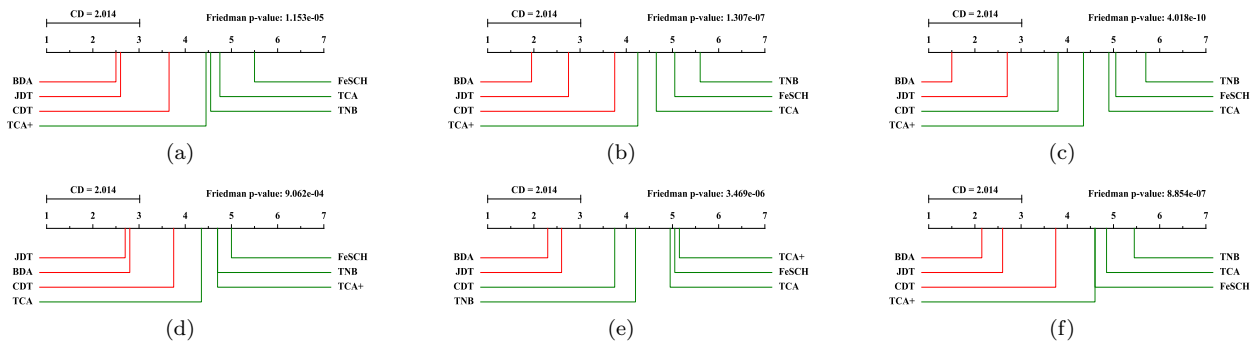 CD = 2.014
Friedman p-value: 1.153e-05
1 2 3 4 5 6 7
BDA FeSCH
JDT TCA
CDT TNB
TCA+
(a)
CD = 2.014
Friedman p-value: 1.307e-07
1 2 3 4 5 6 7
BDA TNB
JDT FeSCH
CDT TCA
TCA+
(b)
CD = 2.014
Friedman p-value: 4.018e-10
1 2 3 4 5 6 7
BDA TNB
JDT FeSCH
CDT TCA
TCA+
(c)
CD = 2.014
Friedman p-value: 9.062e-04
1 2 3 4 5 6 7
JDT FeSCH
BDA TNB
CDT TCA+
TCA
(d)
CD = 2.014
Friedman p-value: 3.469e-06
1 2 3 4 5 6 7
BDA TCA+
JDT FeSCH
CDT TCA
TNB
(e)
CD = 2.014
Friedman p-value: 8.854e-07
1 2 3 4 5 6 7
BDA TNB
JDT TCA
CDT FeSCH
TCA+
(f)